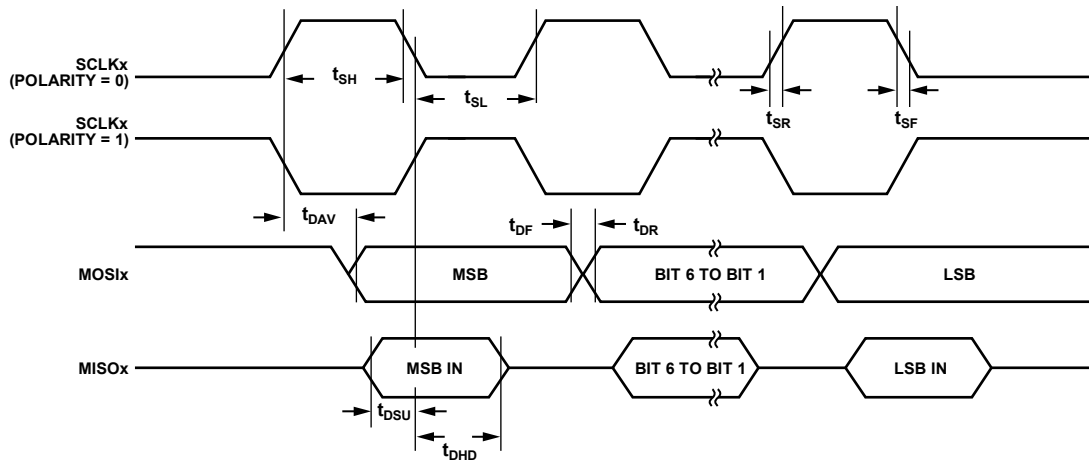 SCLKx
(POLARITY = 0)
tSH
tSL
tSR
tSF
SCLKx
(POLARITY = 1)
tDAV
tDF
tDR
MOSIx
MSB
BIT 6 TO BIT 1
LSB
MISOx
MSB IN
BIT 6 TO BIT 1
LSB IN
tDSU
tDHD